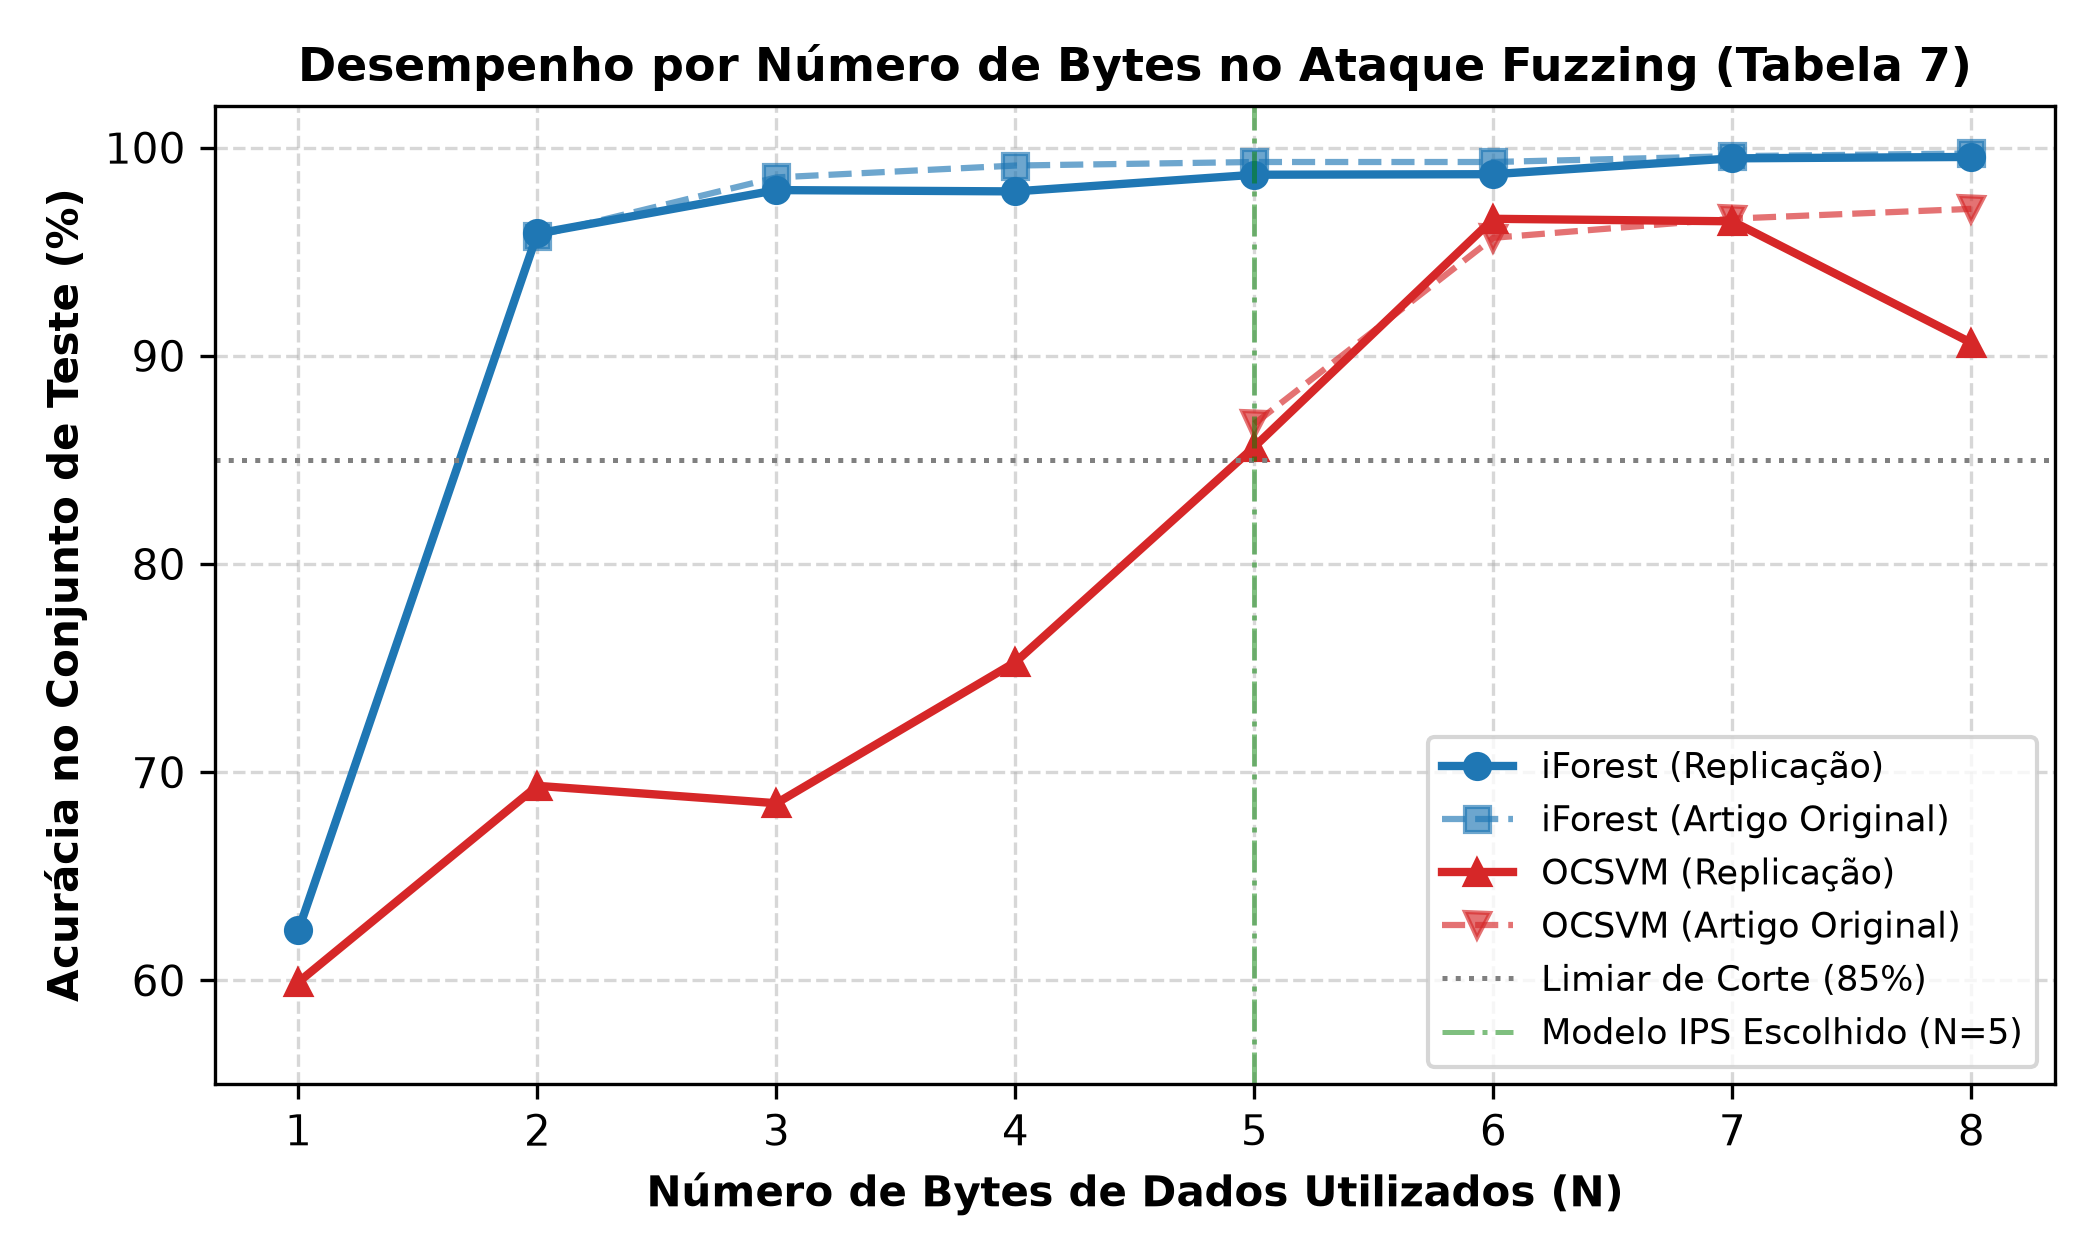 Desempenho por Número de Bytes no Ataque Fuzzing (Tabela 7)
Acurácia no Conjunto de Teste (%)
100
90
80
70
60
iForest (Replicação)
iForest (Artigo Original)
OCSVM (Replicação)
OCSVM (Artigo Original)
Limiar de Corte (85%)
Modelo IPS Escolhido (N=5)
1 2 3 4 5 6 7 8
Número de Bytes de Dados Utilizados (N)